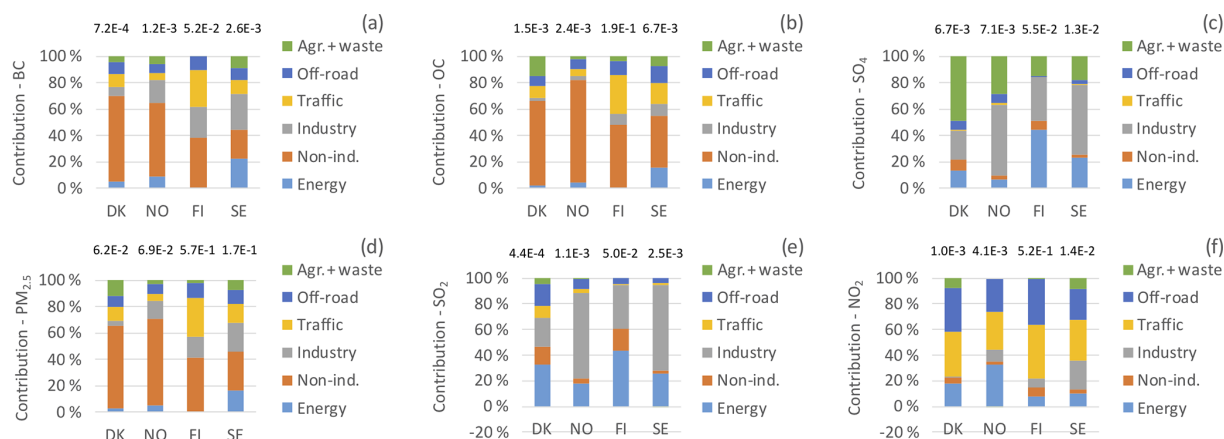 (a)
7.2E-4 1.2E-3 5.2E-2 2.6E-3
Contribution - BC
100 %
80 %
60 %
40 %
20 %
0 %
DK NO FI SE
Agr.+ waste
Off-road
Traffic
Industry
Non-ind.
Energy
(b)
1.5E-3 2.4E-3 1.9E-1 6.7E-3
Contribution - OC
100 %
80 %
60 %
40 %
20 %
0 %
DK NO FI SE
Agr.+ waste
Off-road
Traffic
Industry
Non-ind.
Energy
(c)
6.7E-3 7.1E-3 5.5E-2 1.3E-2
Contribution - SO4
100 %
80 %
60 %
40 %
20 %
0 %
DK NO FI SE
Agr.+ waste
Off-road
Traffic
Industry
Non-ind.
Energy
(d)
6.2E-2 6.9E-2 5.7E-1 1.7E-1
Contribution - PM2.5
100 %
80 %
60 %
40 %
20 %
0 %
DK NO FI SE
Agr.+ waste
Off-road
Traffic
Industry
Non-ind.
Energy
(e)
4.4E-4 1.1E-3 5.0E-2 2.5E-3
Contribution - SO2
100 %
80 %
60 %
40 %
20 %
0 %
-20 %
DK NO FI SE
Agr.+ waste
Off-road
Traffic
Industry
Non-ind.
Energy
(f)
1.0E-3 4.1E-3 5.2E-1 1.4E-2
Contribution - NO2
100 %
80 %
60 %
40 %
20 %
0 %
-20 %
DK NO FI SE
Agr.+ waste
Off-road
Traffic
Industry
Non-ind.
Energy